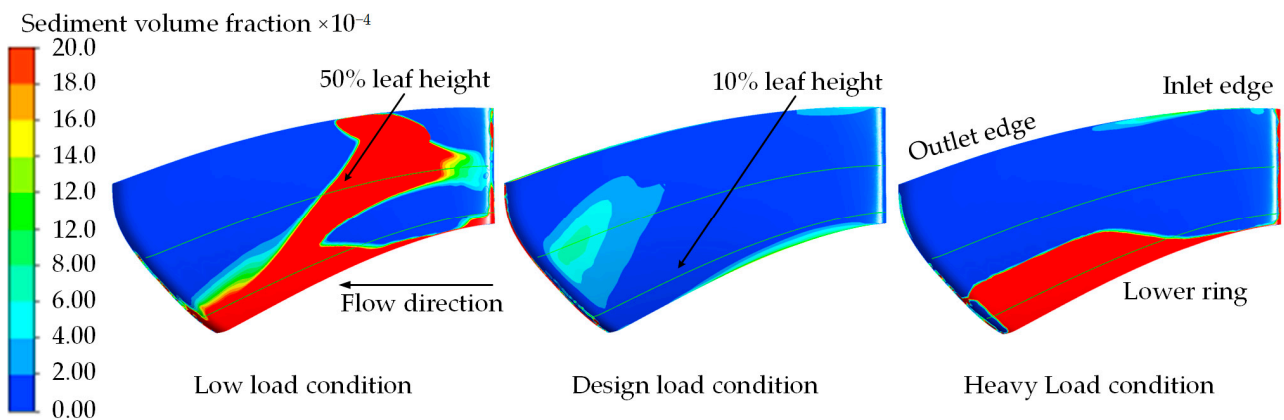 Sediment volume fraction ×10⁻⁴
20.0
18.0
16.0
14.0
12.0
10.0
8.00
6.00
4.00
2.00
0.00
50% leaf height
Flow direction
Low load condition
10% leaf height
Design load condition
Inlet edge
Outlet edge
Lower ring
Heavy Load condition